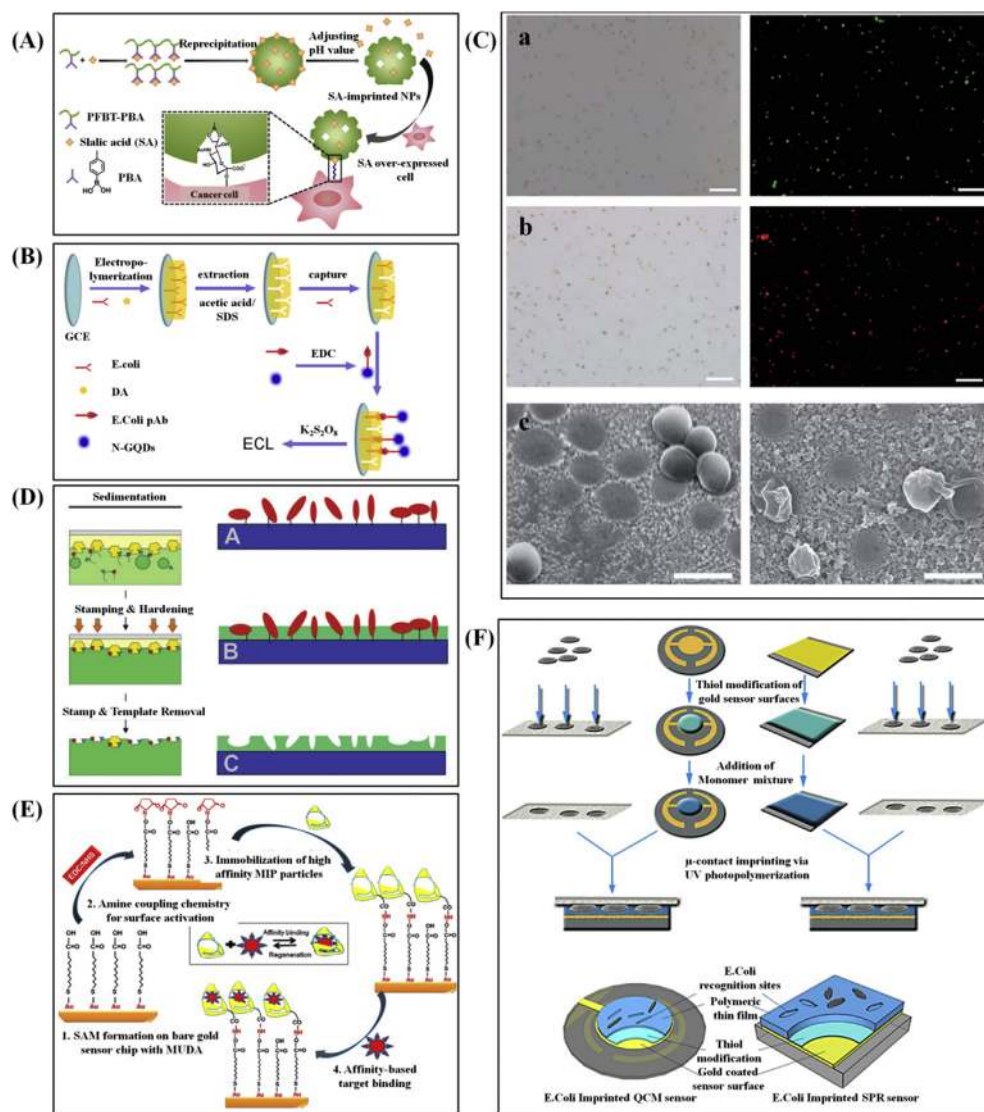 (A)
Reprecipitation
Adjusting
pH value
SA-imprinted NPs
PFBT-PBA
Slalic acid (SA)
PBA
HO
OH
Cancer cell
SA over-expressed
cell
(B)
Electropo-
lymerization
extraction
acetic acid/
SDS
capture
GCE
E.coli
DA
E.Coli pAb
N-GQDs
EDC
K₂S₂O₈
ECL
(C)
a
b
c
(D)
Sedimentation
Stamping & Hardening
Stamp & Template Removal
A
B
C
(E)
EDC/NHS
3. Immobilization of high
affinity MIP particles
2. Amine coupling chemistry
for surface activation
Affinity binding
Regeneration
1. SAM formation on bare gold
sensor chip with MUDA
4. Affinity-based
target binding
(F)
Thiol modification of
gold sensor surfaces
Addition of
Monomer mixture
μ-contact imprinting via
UV photopolymerization
E.Coli
recognition sites
Polymeric
thin film
Thiol
modification
Gold coated
sensor surface
E.Coli Imprinted QCM sensor
E.Coli Imprinted SPR sensor